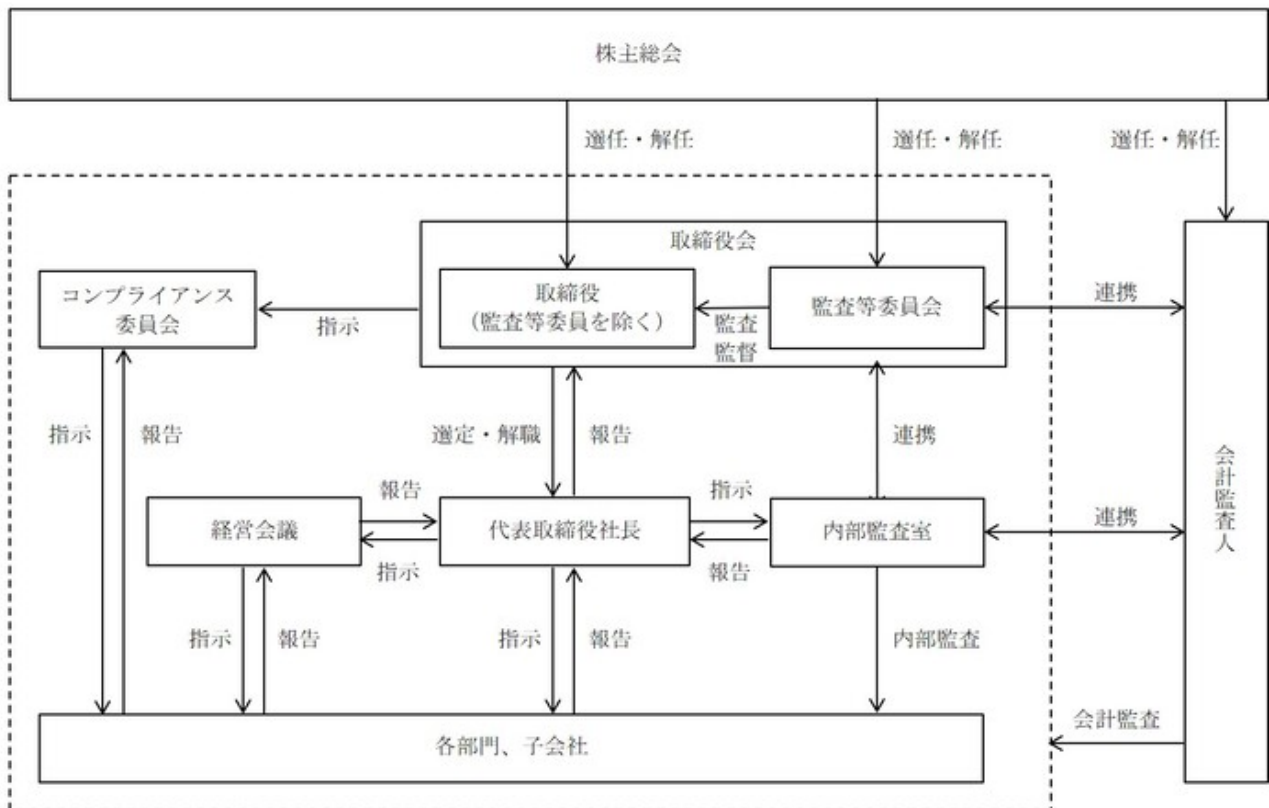 株主総会
選任・解任
選任・解任
選任・解任
取締役会
コンプライアンス
委員会
指示
取締役
（監査等委員を除く）
監査
監督
監査等委員会
連携
指示
報告
選定・解職
報告
連携
会計監査人
経営会議
報告
指示
代表取締役社長
指示
報告
内部監査室
連携
指示
報告
指示
報告
内部監査
会計監査
各部門、子会社